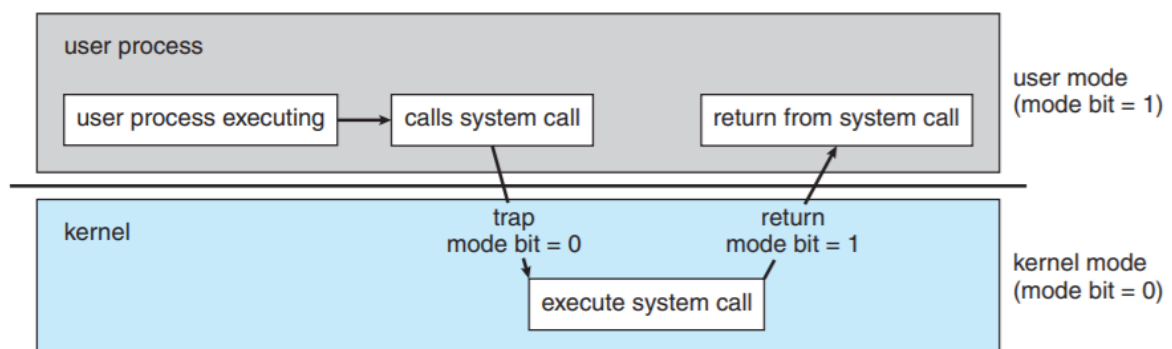 user process
user process executing
calls system call
return from system call
user mode
(mode bit = 1)
kernel
trap
mode bit = 0
return
mode bit = 1
execute system call
kernel mode
(mode bit = 0)